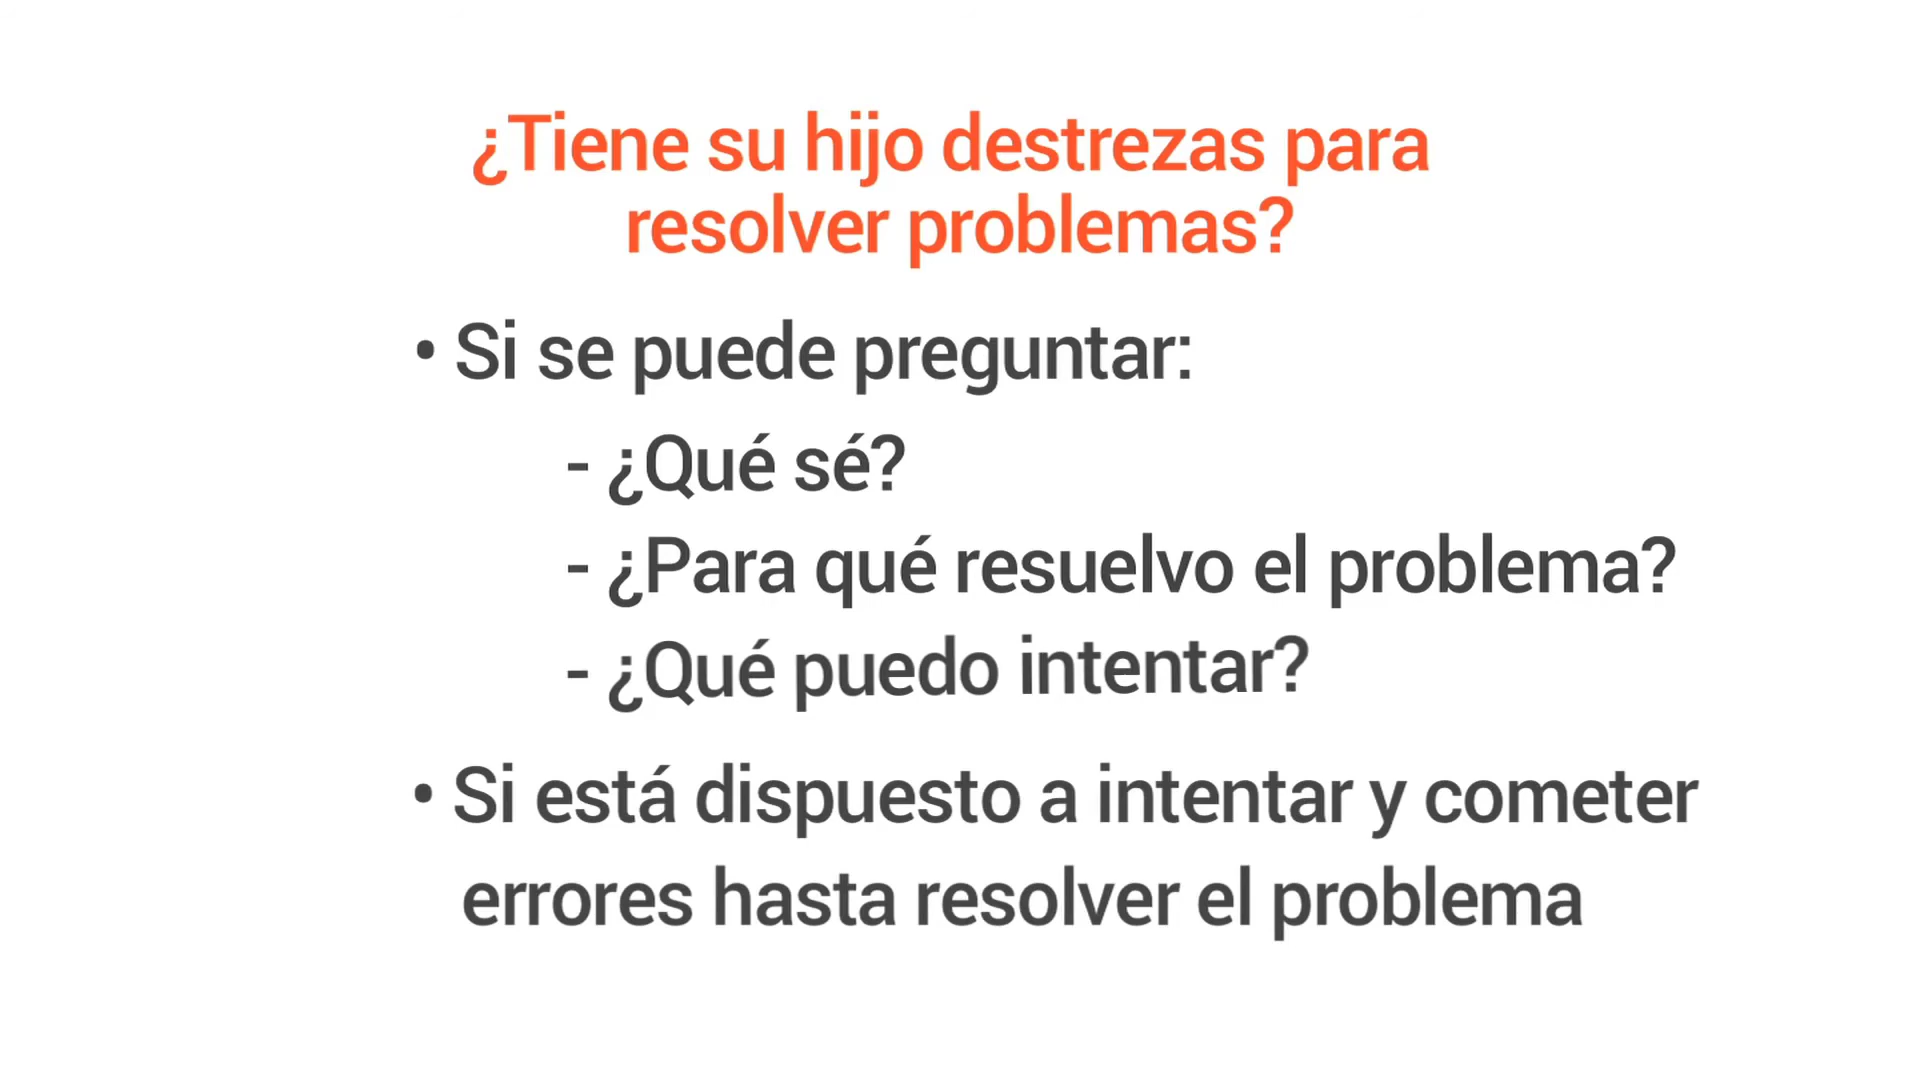 ¿Tiene su hijo destrezas para
resolver problemas?
• Si se puede preguntar:
- ¿Qué sé?
- ¿Para qué resuelvo el problema?
- ¿Qué puedo intentar?
• Si está dispuesto a intentar y cometer
errores hasta resolver el problema